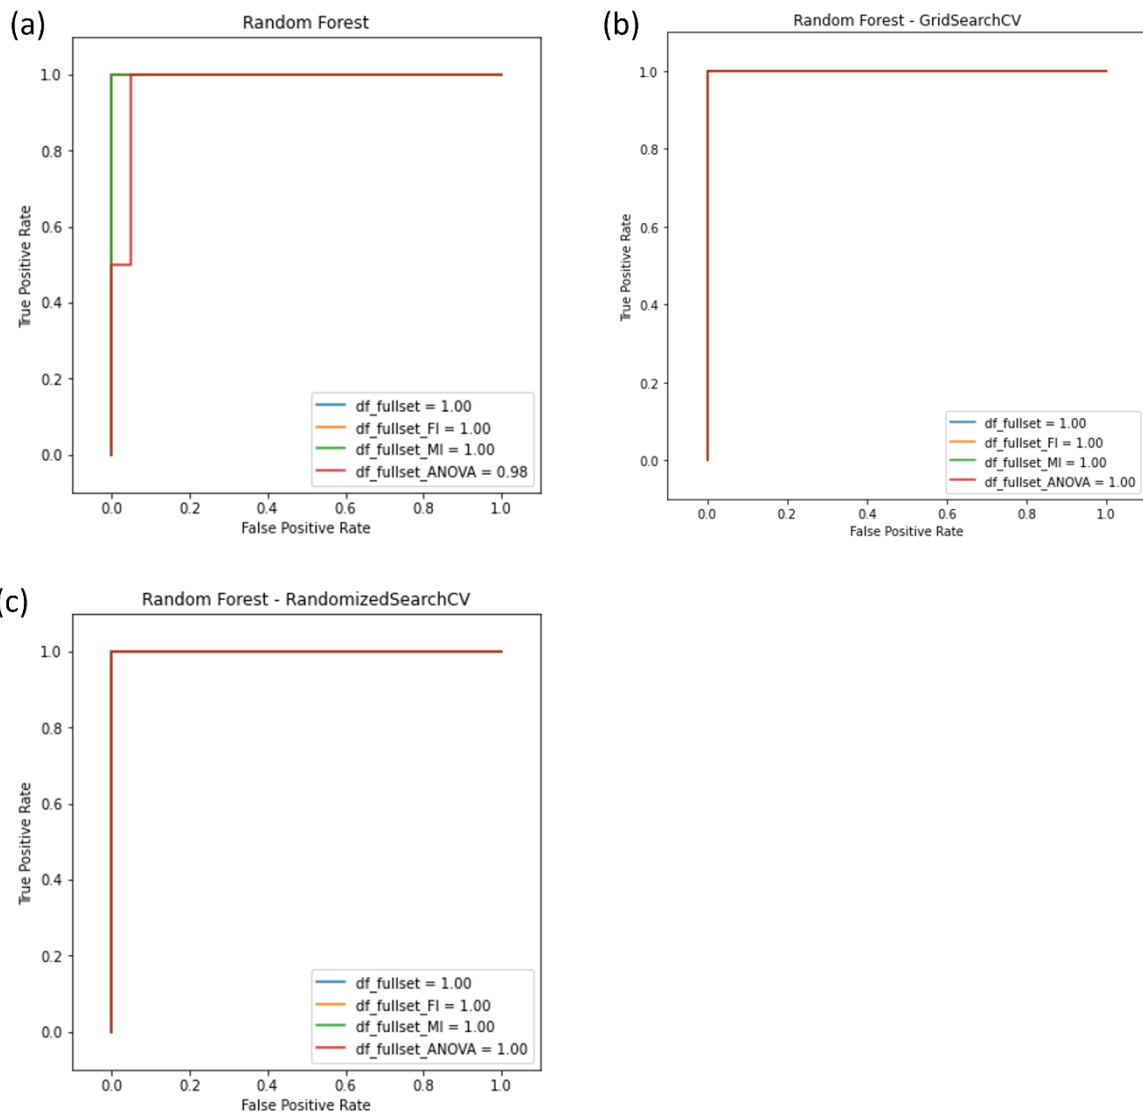 (a)
Random Forest
True Positive Rate
1.0
0.8
0.6
0.4
0.2
0.0
df_fullset = 1.00
df_fullset_FI = 1.00
df_fullset_MI = 1.00
df_fullset_ANOVA = 0.98
0.0 0.2 0.4 0.6 0.8 1.0
False Positive Rate
(b)
Random Forest - GridSearchCV
True Positive Rate
1.0
0.8
0.6
0.4
0.2
0.0
df_fullset = 1.00
df_fullset_FI = 1.00
df_fullset_MI = 1.00
df_fullset_ANOVA = 1.00
0.0 0.2 0.4 0.6 0.8 1.0
False Positive Rate
(c)
Random Forest - RandomizedSearchCV
True Positive Rate
1.0
0.8
0.6
0.4
0.2
0.0
df_fullset = 1.00
df_fullset_FI = 1.00
df_fullset_MI = 1.00
df_fullset_ANOVA = 1.00
0.0 0.2 0.4 0.6 0.8 1.0
False Positive Rate